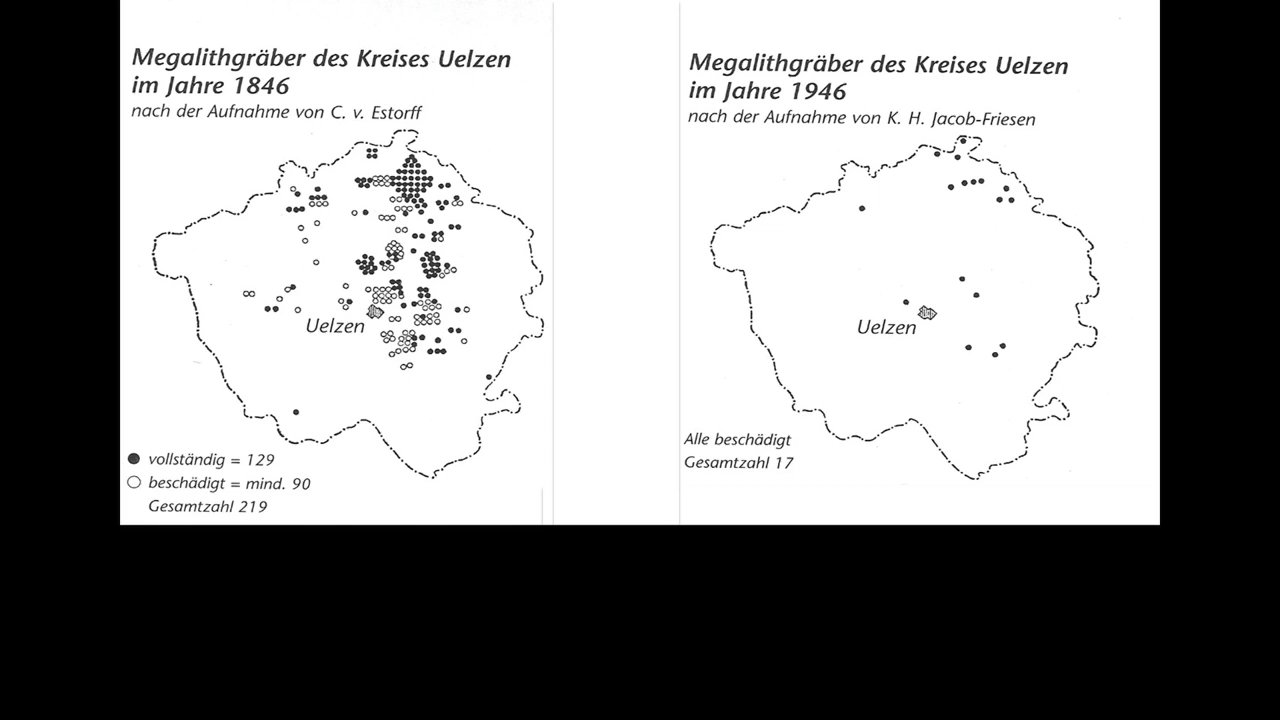 Megalithgräber des Kreises Uelzen
im Jahre 1846
nach der Aufnahme von C. v. Estorff
Uelzen
vollständig = 129
beschädigt = mind. 90
Gesamtzahl 219
Megalithgräber des Kreises Uelzen
im Jahre 1946
nach der Aufnahme von K. H. Jacob-Friesen
Uelzen
Alle beschädigt
Gesamtzahl 17